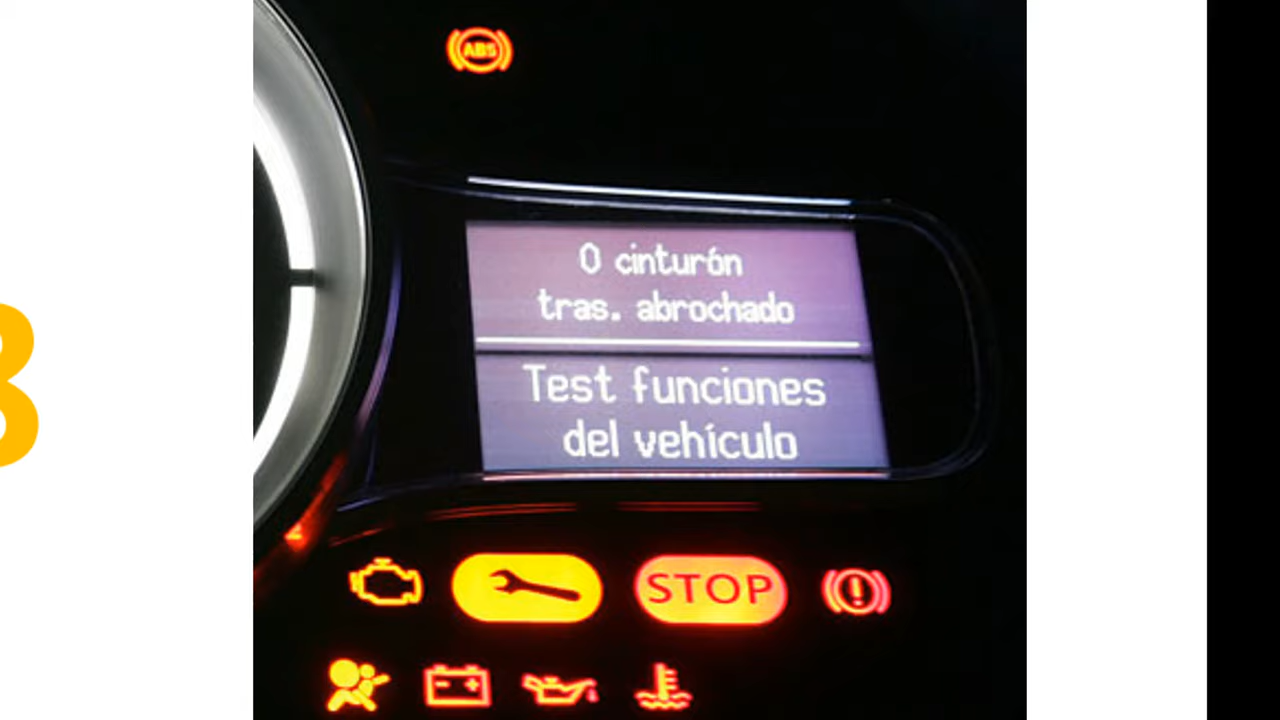 ABS
0 cinturón
tras. abrochado
Test funciones
del vehículo
STOP